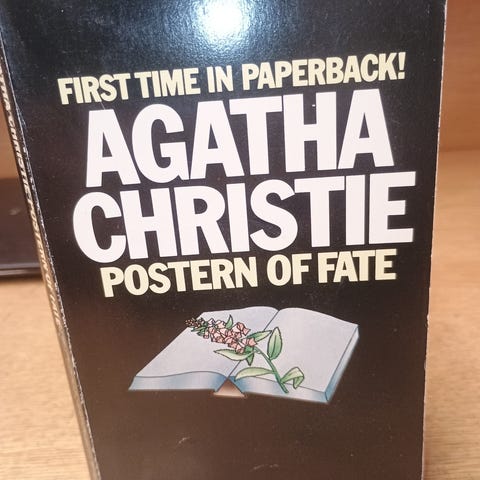 FIRST TIME IN PAPERBACK!
AGATHA
CHRISTIE
POSTERN OF FATE